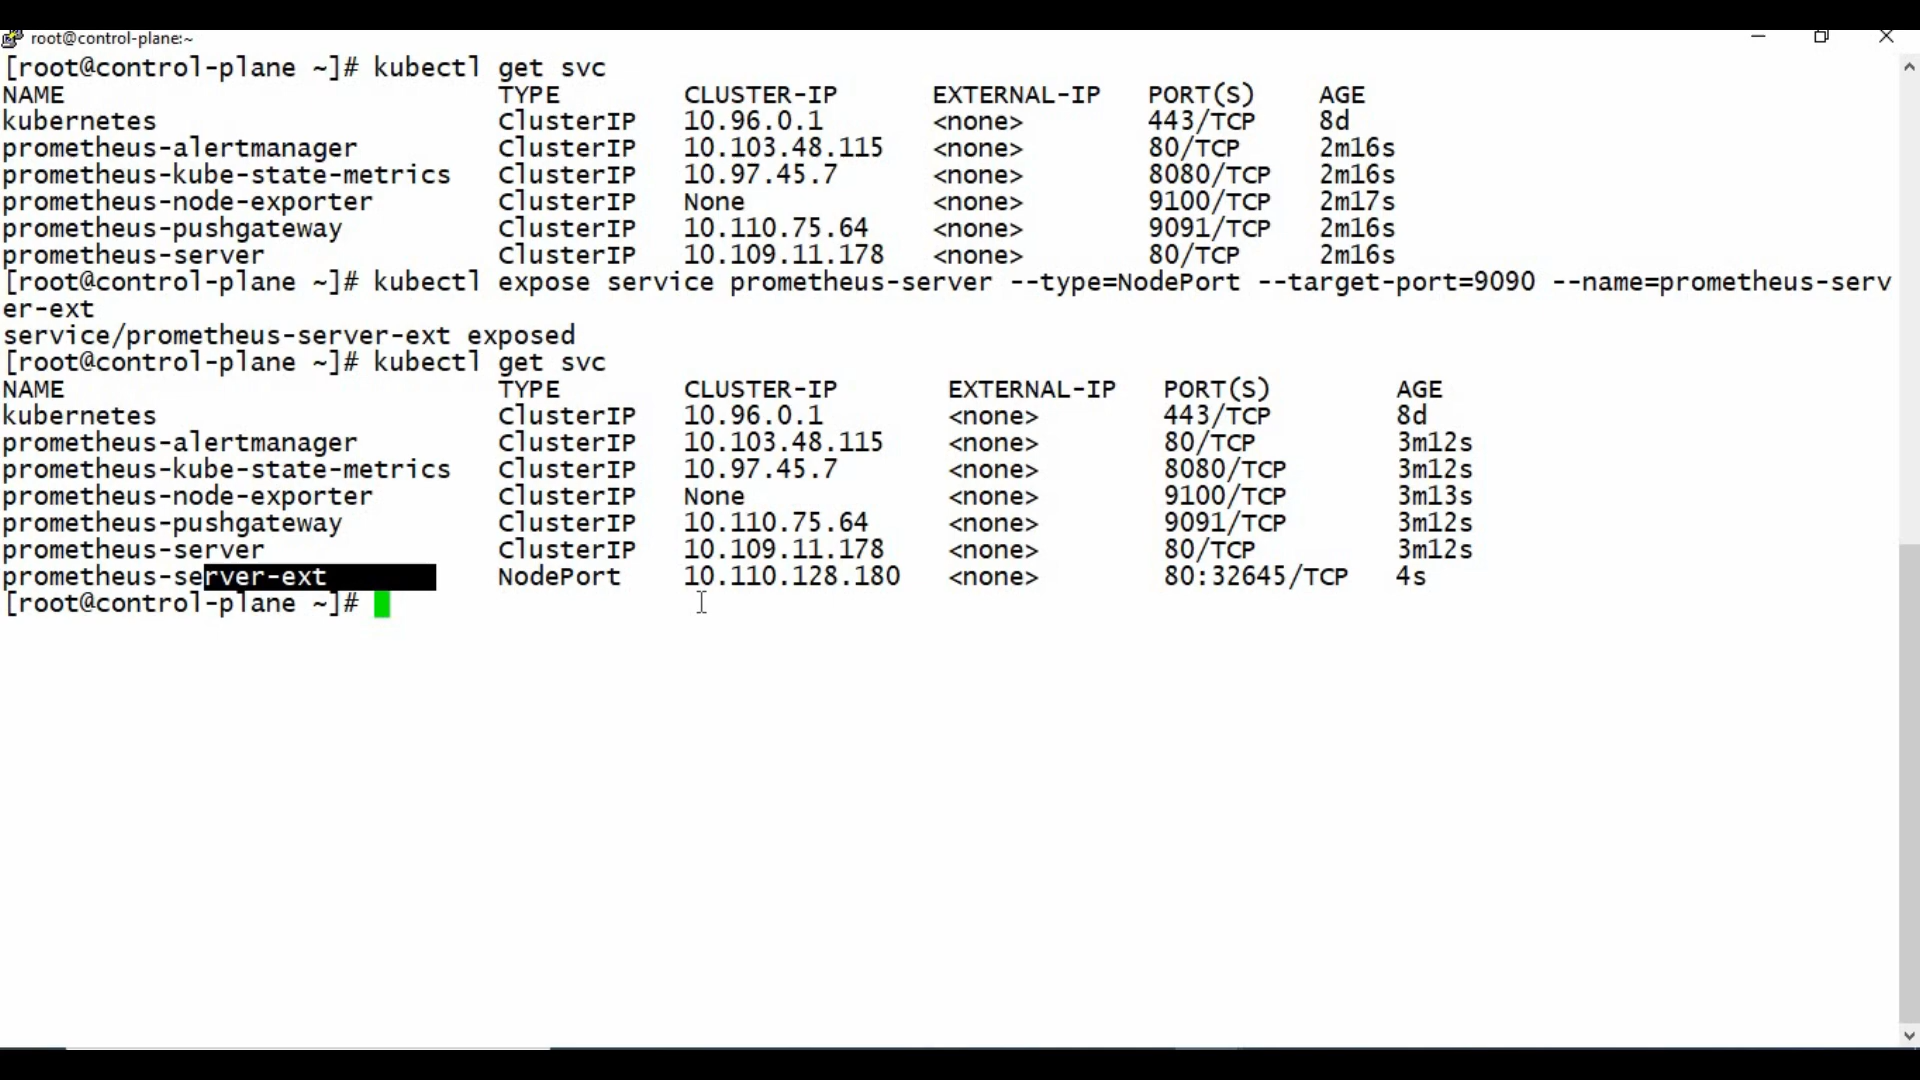 root@control-plane:~
[root@control-plane ~]# kubectl get svc
NAME TYPE CLUSTER-IP EXTERNAL-IP PORT(S) AGE
kubernetes ClusterIP 10.96.0.1 <none> 443/TCP 8d
prometheus-alertmanager ClusterIP 10.103.48.115 <none> 80/TCP 2m16s
prometheus-kube-state-metrics ClusterIP 10.97.45.7 <none> 8080/TCP 2m16s
prometheus-node-exporter ClusterIP None <none> 9100/TCP 2m17s
prometheus-pushgateway ClusterIP 10.110.75.64 <none> 9091/TCP 2m16s
prometheus-server ClusterIP 10.109.11.178 <none> 80/TCP 2m16s
[root@control-plane ~]# kubectl expose service prometheus-server --type=NodePort --target-port=9090 --name=prometheus-serv
er-ext
service/prometheus-server-ext exposed
[root@control-plane ~]# kubectl get svc
NAME TYPE CLUSTER-IP EXTERNAL-IP PORT(S) AGE
kubernetes ClusterIP 10.96.0.1 <none> 443/TCP 8d
prometheus-alertmanager ClusterIP 10.103.48.115 <none> 80/TCP 3m12s
prometheus-kube-state-metrics ClusterIP 10.97.45.7 <none> 8080/TCP 3m12s
prometheus-node-exporter ClusterIP None <none> 9100/TCP 3m13s
prometheus-pushgateway ClusterIP 10.110.75.64 <none> 9091/TCP 3m12s
prometheus-server ClusterIP 10.109.11.178 <none> 80/TCP 3m12s
prometheus-server-ext NodePort 10.110.128.180 <none> 80:32645/TCP 4s
[root@control-plane ~]#